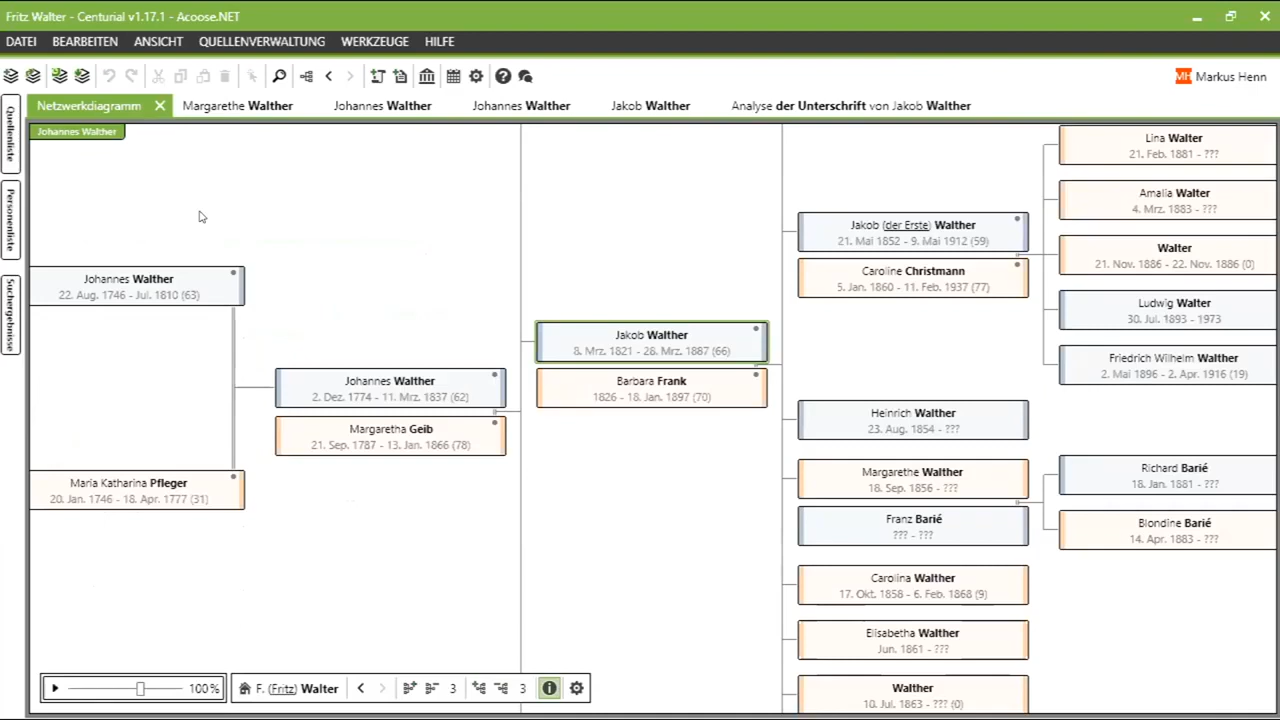 Fritz Walter - Centurial v1.17.1 - Acoose.NET
DATEI BEARBEITEN ANSICHT QUELLENVERWALTUNG WERKZEUGE HILFE
MH Markus Henn
Netzwerkdiagramm Margarethe Walther Johannes Walther Johannes Walther Jakob Walther Analyse der Unterschrift von Jakob Walther
Quellenliste
Personenliste
Suchergebnisse
Johannes Walther
Johannes Walther
22. Aug. 1746 - Jul. 1810 (63)
Maria Katharina Pfleger
20. Jan. 1746 - 18. Apr. 1777 (31)
Johannes Walther
2. Dez. 1774 - 11. Mrz. 1837 (62)
Margaretha Geib
21. Sep. 1787 - 13. Jan. 1866 (78)
Jakob Walther
8. Mrz. 1821 - 28. Mrz. 1887 (66)
Barbara Frank
1826 - 18. Jan. 1897 (70)
Jakob (der Erste) Walther
21. Mai 1852 - 9. Mai 1912 (59)
Caroline Christmann
5. Jan. 1860 - 11. Feb. 1937 (77)
Heinrich Walther
23. Aug. 1854 - ???
Margarethe Walther
18. Sep. 1856 - ???
Franz Barié
??? - ???
Carolina Walther
17. Okt. 1858 - 6. Feb. 1868 (9)
Elisabetha Walther
Jun. 1861 - ???
Walther
10. Jul. 1863 - ??? (0)
Lina Walter
21. Feb. 1881 - ???
Amalia Walter
4. Mrz. 1883 - ???
Walter
21. Nov. 1886 - 22. Nov. 1886 (0)
Ludwig Walter
30. Jul. 1893 - 1973
Friedrich Wilhelm Walther
2. Mai 1896 - 2. Apr. 1916 (19)
Richard Barié
18. Jan. 1881 - ???
Blondine Barié
14. Apr. 1883 - ???
100% F. (Fritz) Walter 3 3